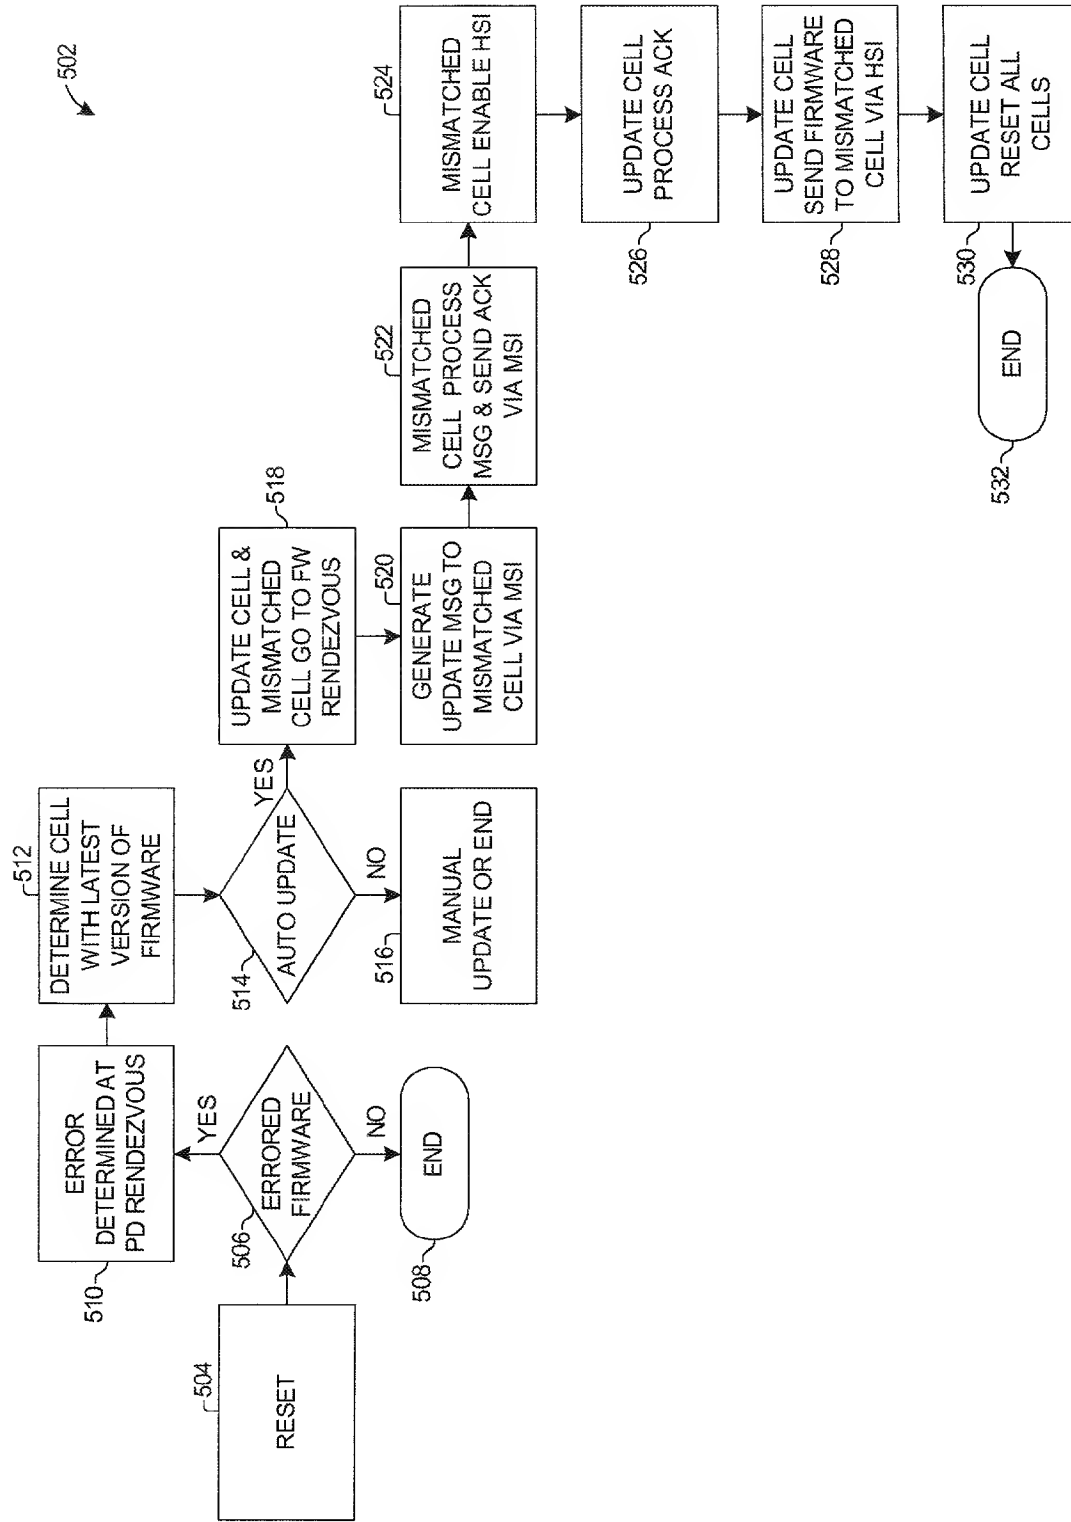 502
504
RESET
506
ERRORED
FIRMWARE
YES
NO
508
END
510
ERROR
DETERMINED AT
PD RENDEZVOUS
512
DETERMINE CELL
WITH LATEST
VERSION OF
FIRMWARE
514
AUTO UPDATE
YES
NO
516
MANUAL
UPDATE OR END
518
UPDATE CELL &
MISMATCHED
CELL GO TO FW
RENDEZVOUS
520
GENERATE
UPDATE MSG TO
MISMATCHED
CELL VIA MSI
522
MISMATCHED
CELL PROCESS
MSG & SEND ACK
VIA MSI
524
MISMATCHED
CELL ENABLE HSI
526
UPDATE CELL
PROCESS ACK
528
UPDATE CELL
SEND FIRMWARE
TO MISMATCHED
CELL VIA HSI
530
UPDATE CELL
RESET ALL
CELLS
532
END